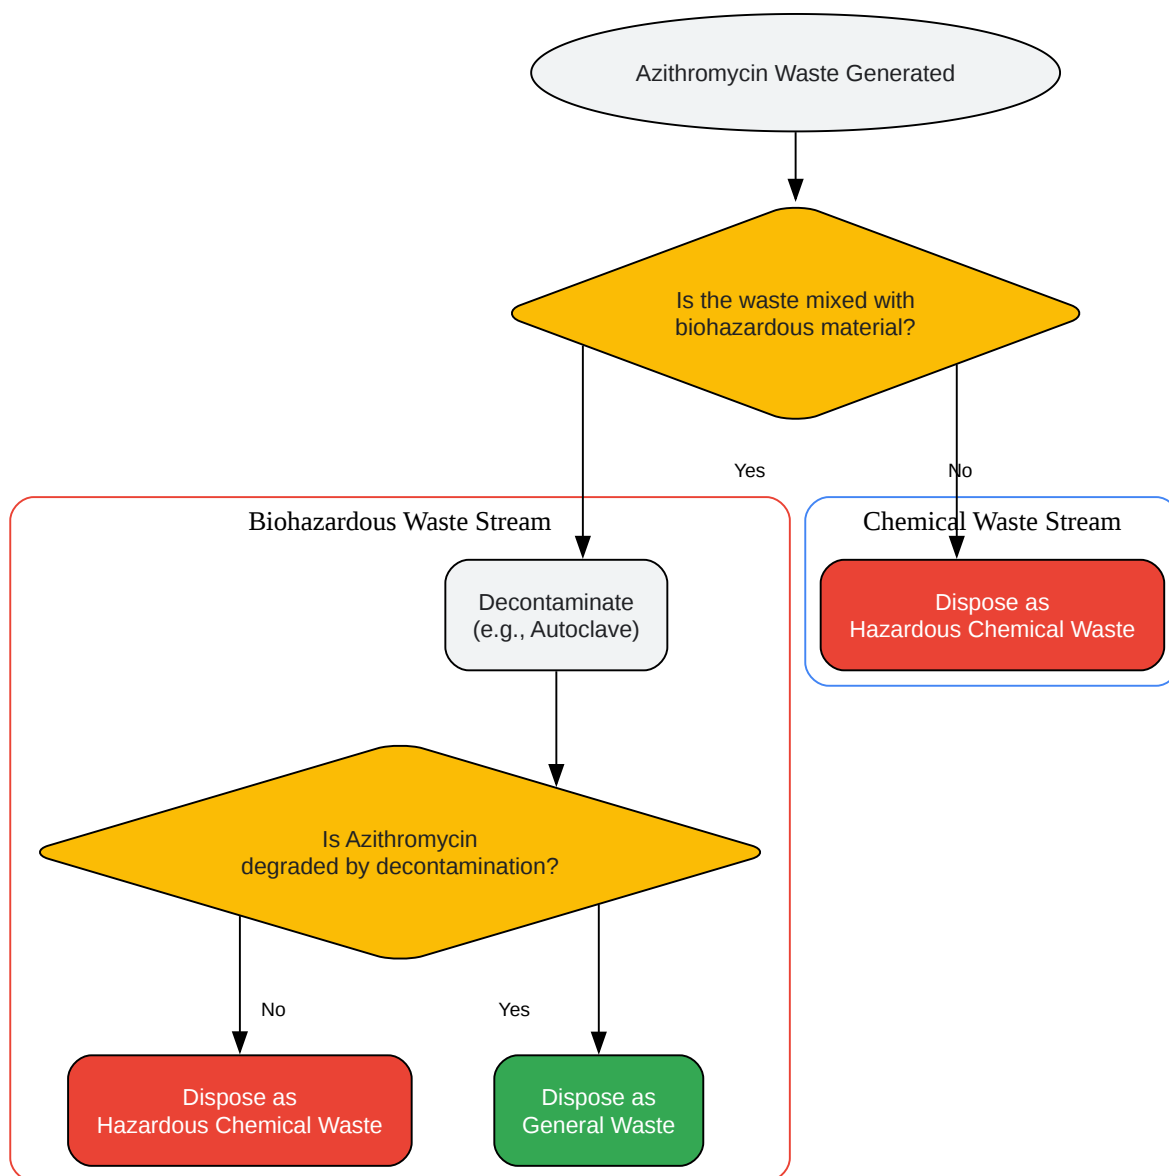 Azithromycin Waste Generated
Is the waste mixed with
biohazardous material?
Yes
No
Biohazardous Waste Stream
Chemical Waste Stream
Decontaminate
(e.g., Autoclave)
Dispose as
Hazardous Chemical Waste
Is Azithromycin
degraded by decontamination?
No
Yes
Dispose as
Hazardous Chemical Waste
Dispose as
General Waste